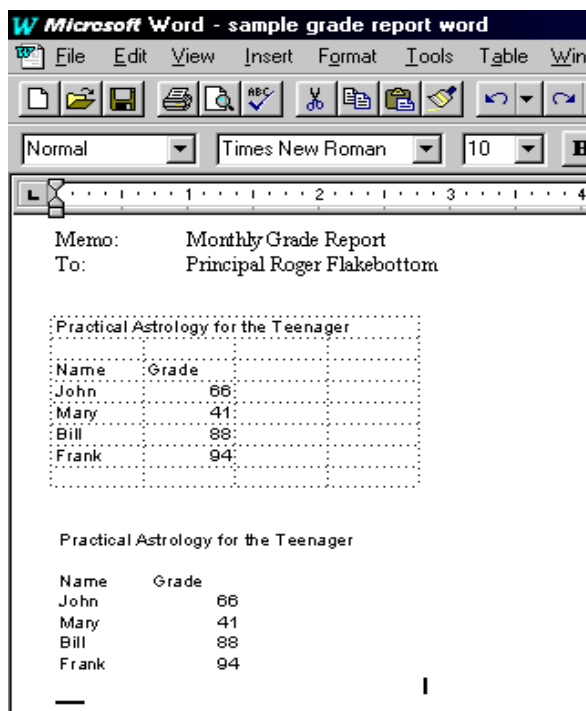 Microsoft Word - sample grade report word
File Edit View Insert Format Tools Table Win
ABC
Normal Times New Roman 10 B
1 2 3 4
Memo: Monthly Grade Report
To: Principal Roger Flakebottom
Practical Astrology for the Teenager
Name Grade
John 66
Mary 41
Bill 88
Frank 94
Practical Astrology for the Teenager
Name Grade
John 66
Mary 41
Bill 88
Frank 94